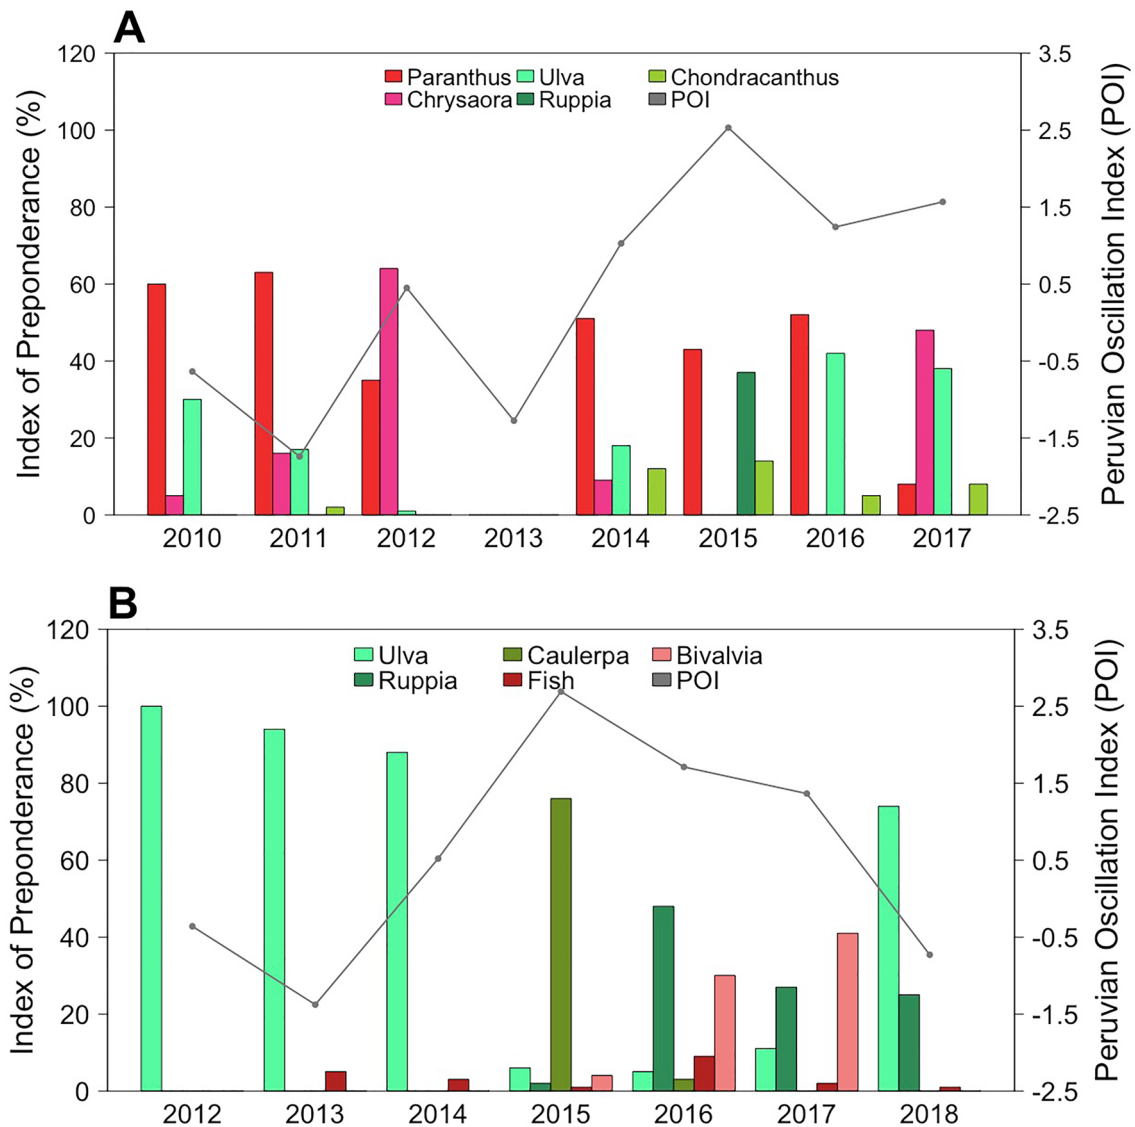 A
Index of Preponderance (%)
120
100
80
60
40
20
0
Paranthus Ulva Chondracanthus
Chrysaora Ruppia POI
3.5
2.5
1.5
0.5
-0.5
-1.5
-2.5
Peruvian Oscillation Index (POI)
2010 2011 2012 2013 2014 2015 2016 2017
B
Index of Preponderance (%)
120
100
80
60
40
20
0
Ulva Caulerpa Bivalvia
Ruppia Fish POI
3.5
2.5
1.5
0.5
-0.5
-1.5
-2.5
Peruvian Oscillation Index (POI)
2012 2013 2014 2015 2016 2017 2018